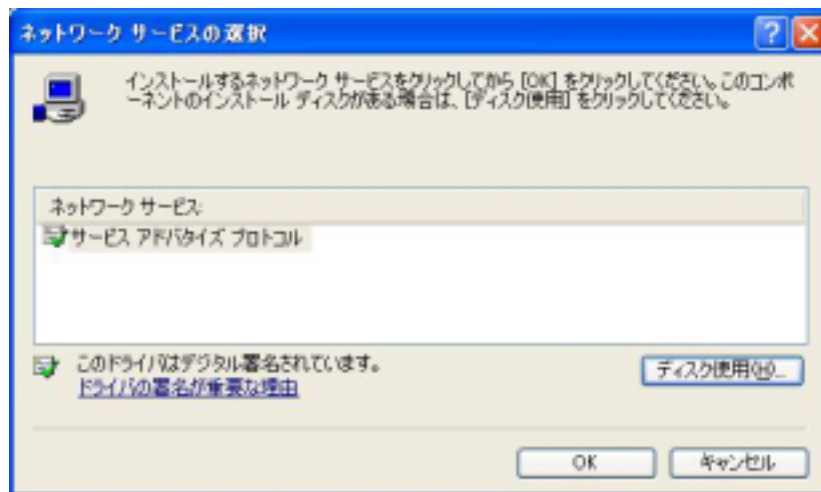 ネットワーク サービスの選択
インストールするネットワーク サービスをクリックしてから [OK] をクリックしてください。このコンポ
ーネントのインストール ディスクがある場合は、[ディスク使用] をクリックしてください。
ネットワーク サービス:
サービス アドバタイズ プロトコル
このドライバはデジタル署名されています。
ドライバの署名が重要な理由
ディスク使用(H)...
OK
キャンセル